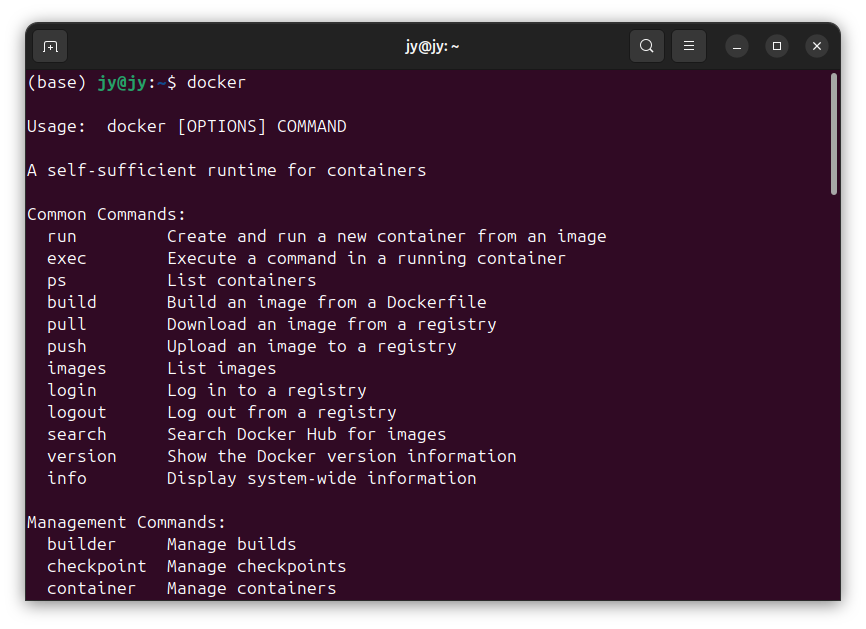 jy@jy: ~
(base) jy@jy:~$ docker
Usage:  docker [OPTIONS] COMMAND
A self-sufficient runtime for containers
Common Commands:
  run         Create and run a new container from an image
  exec        Execute a command in a running container
  ps          List containers
  build       Build an image from a Dockerfile
  pull        Download an image from a registry
  push        Upload an image to a registry
  images      List images
  login       Log in to a registry
  logout      Log out from a registry
  search      Search Docker Hub for images
  version     Show the Docker version information
  info        Display system-wide information
Management Commands:
  builder     Manage builds
  checkpoint  Manage checkpoints
  container   Manage containers